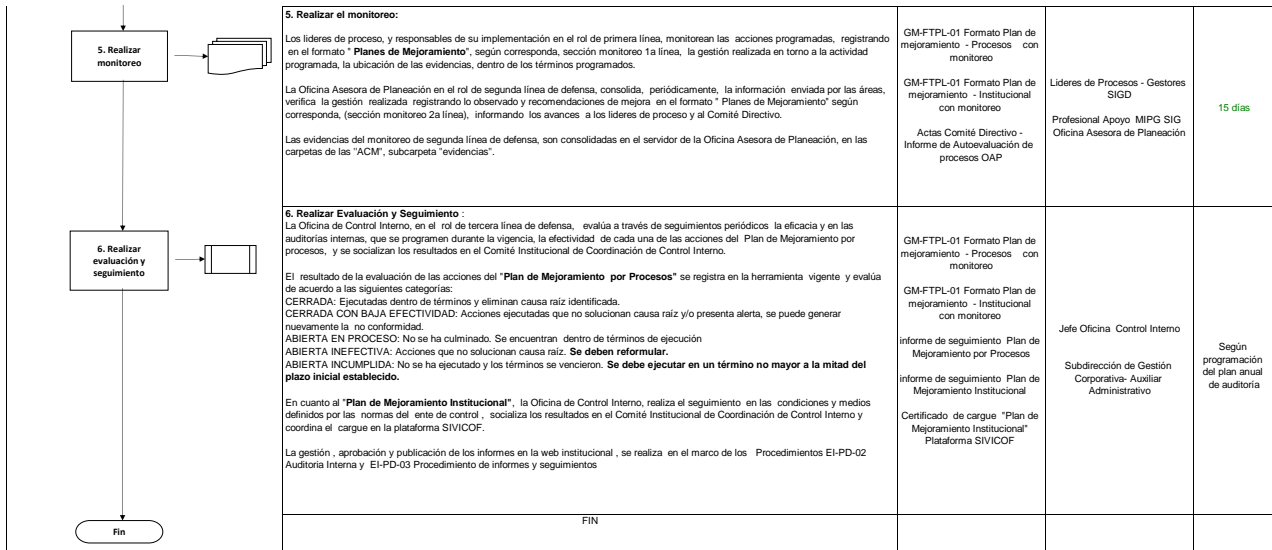 5. Realizar
monitoreo
5. Realizar el monitoreo:
Los lideres de proceso, y responsables de su implementación en el rol de primera línea, monitorean las acciones programadas, registrando
en el formato " Planes de Mejoramiento", según corresponda, sección monitoreo 1a línea, la gestión realizada en torno a la actividad
programada, la ubicación de las evidencias, dentro de los términos programados.
La Oficina Asesora de Planeación en el rol de segunda línea de defensa, consolida, periódicamente, la información enviada por las áreas,
verifica la gestión realizada registrando lo observado y recomendaciones de mejora en el formato " Planes de Mejoramiento" según
corresponda, (sección monitoreo 2a línea), informando los avances a los lideres de proceso y al Comité Directivo.
Las evidencias del monitoreo de segunda línea de defensa, son consolidadas en el servidor de la Oficina Asesora de Planeación, en las
carpetas de las "ACM", subcarpeta "evidencias".
GM-FTPL-01 Formato Plan de
mejoramiento - Procesos con
monitoreo
GM-FTPL-01 Formato Plan de
mejoramiento - Institucional
con monitoreo
Actas Comité Directivo -
Informe de Autoevaluación de
procesos OAP
Lideres de Procesos - Gestores
SIGD
Profesional Apoyo MIPG SIG
Oficina Asesora de Planeación
15 días
6. Realizar
evaluación y
seguimiento
6. Realizar Evaluación y Seguimiento :
La Oficina de Control Interno, en el rol de tercera línea de defensa, evalúa a través de seguimientos periódicos la eficacia y en las
auditorías internas, que se programen durante la vigencia, la efectividad de cada una de las acciones del Plan de Mejoramiento por
procesos, y se socializan los resultados en el Comité Institucional de Coordinación de Control Interno.
El resultado de la evaluación de las acciones del "Plan de Mejoramiento por Procesos" se registra en la herramienta vigente y evalúa
de acuerdo a las siguientes categorías:
CERRADA: Ejecutadas dentro de términos y eliminan causa raíz identificada.
CERRADA CON BAJA EFECTIVIDAD: Acciones ejecutadas que no solucionan causa raíz y/o presenta alerta, se puede generar
nuevamente la no conformidad.
ABIERTA EN PROCESO: No se ha culminado. Se encuentran dentro de términos de ejecución
ABIERTA INEFECTIVA: Acciones que no solucionan causa raíz. Se deben reformular.
ABIERTA INCUMPLIDA: No se ha ejecutado y los términos se vencieron. Se debe ejecutar en un término no mayor a la mitad del
plazo inicial establecido.
En cuanto al "Plan de Mejoramiento Institucional", la Oficina de Control Interno, realiza el seguimiento en las condiciones y medios
definidos por las normas del ente de control , socializa los resultados en el Comité Institucional de Coordinación de Control Interno y
coordina el cargue en la plataforma SIVICOF.
La gestión , aprobación y publicación de los informes en la web institucional , se realiza en el marco de los Procedimientos EI-PD-02
Auditoria Interna y EI-PD-03 Procedimiento de informes y seguimientos
GM-FTPL-01 Formato Plan de
mejoramiento - Procesos con
monitoreo
GM-FTPL-01 Formato Plan de
mejoramiento - Institucional
con monitoreo
informe de seguimiento Plan de
Mejoramiento por Procesos
informe de seguimiento Plan de
Mejoramiento Institucional
Certificado de cargue "Plan de
Mejoramiento Institucional"
Plataforma SIVICOF
Jefe Oficina Control Interno
Subdirección de Gestión
Corporativa- Auxiliar
Administrativo
Según
programación
del plan anual
de auditoría
Fin
FIN